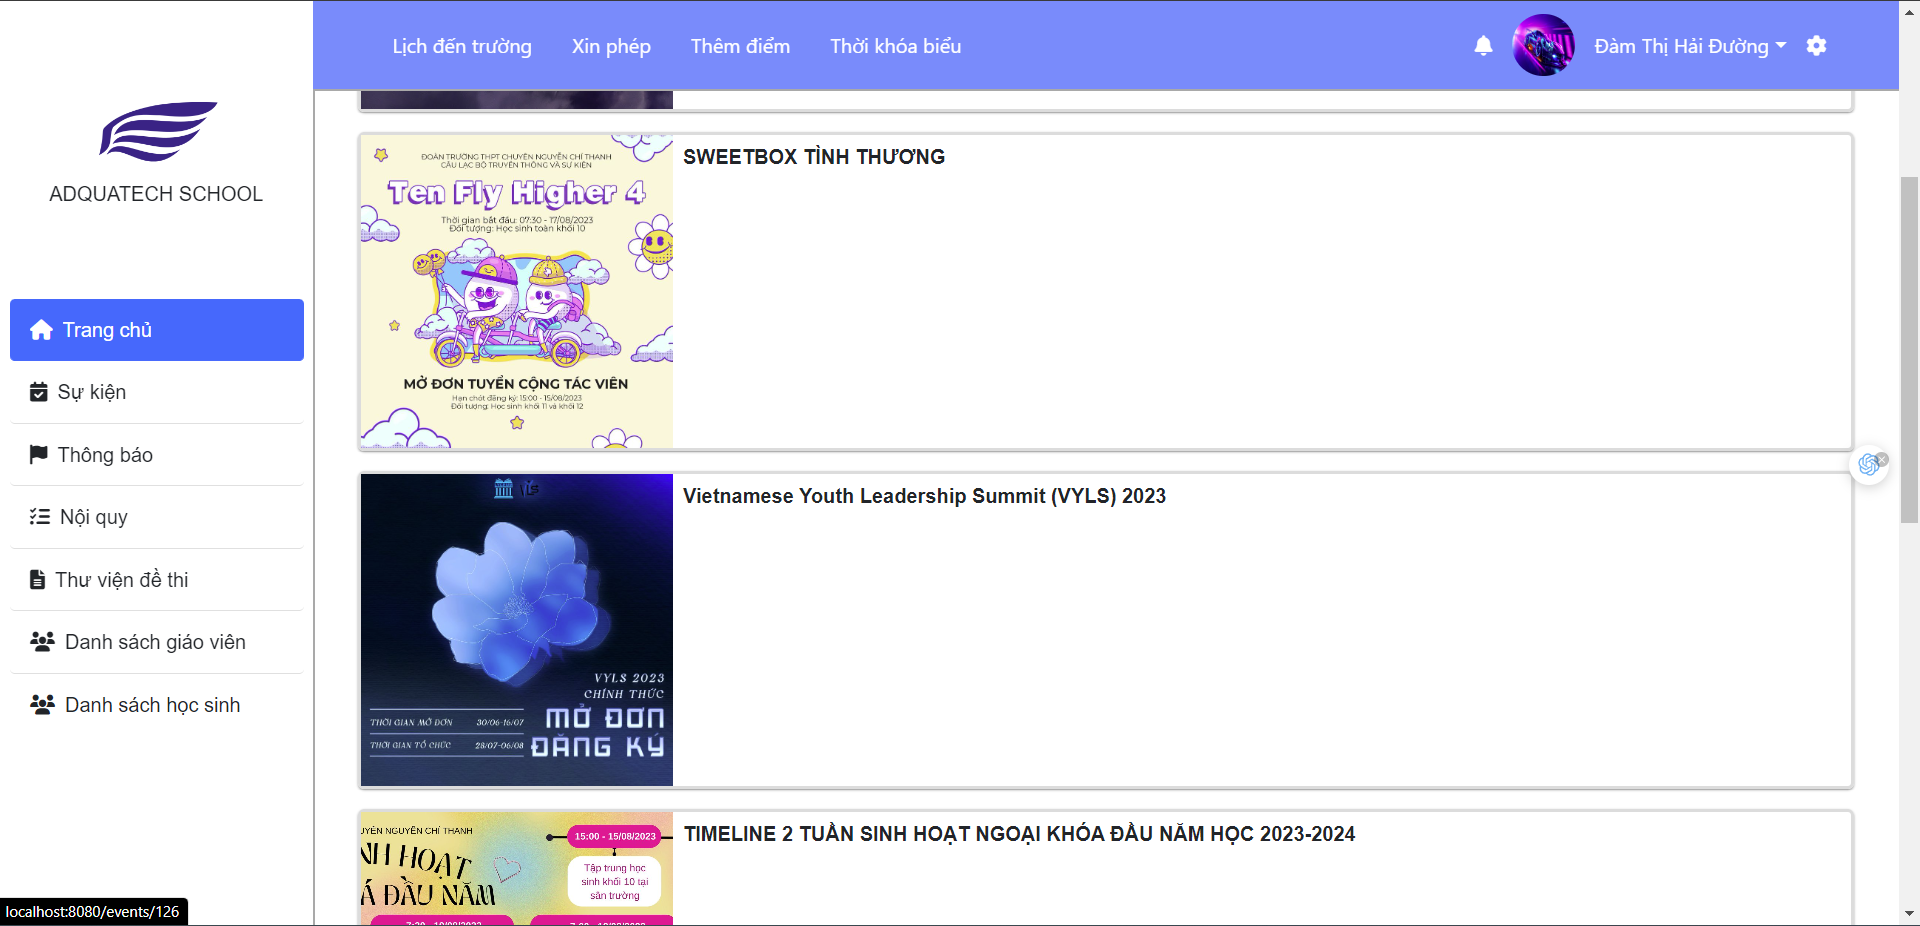 Lịch đến trường
Xin phép
Thêm điểm
Thời khóa biểu
Đàm Thị Hải Đường
ADQUATECH SCHOOL
Trang chủ
Sự kiện
Thông báo
Nội quy
Thư viện đề thi
Danh sách giáo viên
Danh sách học sinh
ĐOÀN TRƯỜNG THPT CHUYÊN NGUYỄN CHÍ THANH
CÂU LẠC BỘ TRUYỀN THÔNG VÀ SỰ KIỆN
Ten Fly Higher 4
Thời gian bắt đầu: 07:30 - 17/08/2023
Đối tượng: Học sinh toàn khối 10
MỞ ĐƠN TUYỂN CỘNG TÁC VIÊN
Hạn chót đăng ký: 15:00 - 15/08/2023
Đối tượng: Học sinh khối 11 và khối 12
SWEETBOX TÌNH THƯƠNG
VYLS 2023
CHÍNH THỨC
MỞ ĐƠN
ĐĂNG KÝ
THỜI GIAN MỞ ĐƠN 30/06-16/07
THỜI GIAN TỔ CHỨC 28/07-06/08
Vietnamese Youth Leadership Summit (VYLS) 2023
UYÊN NGUYỄN CHÍ THANH
NH HOẠT
Á ĐẦU NĂM
15:00 - 15/08/2023
Tập trung học
sinh khối 10 tại
sân trường
TIMELINE 2 TUẦN SINH HOẠT NGOẠI KHÓA ĐẦU NĂM HỌC 2023-2024
localhost:8080/events/126